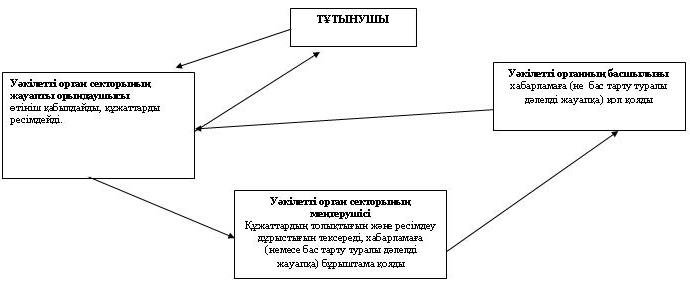 ТҰТЫНУШЫ
Уәкілетті орган секторының
жауапты орындаушысы
өтініш қабылдайды, құжаттарды
ресімдейді.
Уәкілетті органның басшылығы
хабарламаға (не бас тарту туралы
дәлелді жауапқа) қол қояды
Уәкілетті орган секторының
меңгерушісі
Құжаттардың толықтығын және ресімдеу
дұрыстығын тексереді, хабарламаға
(немесе бас тарту туралы дәлелді
жауапқа) бұрыштама қояды